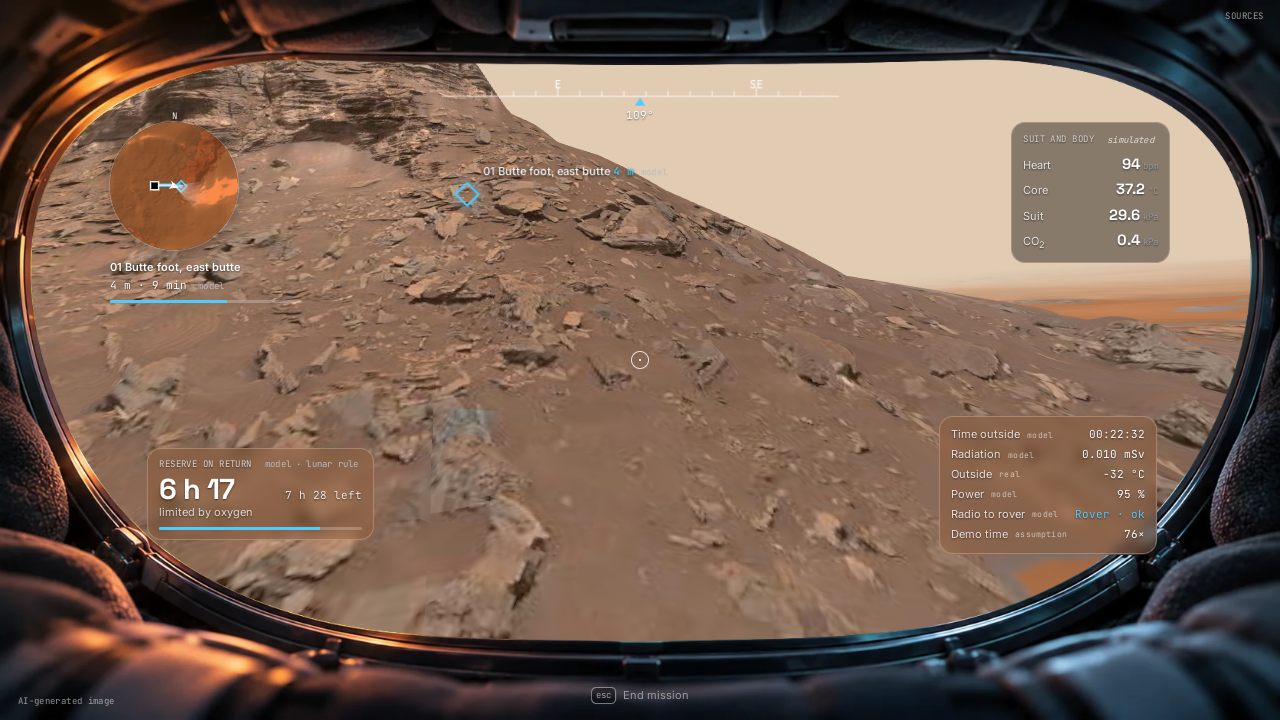 SOURCES
E SE
109°
N
01 Butte foot, east butte 4 m model
SUIT AND BODY simulated
Heart 94 bpm
Core 37.2 °C
Suit 29.6 kPa
CO2 0.4 kPa
01 Butte foot, east butte
4 m · 9 min model
RESERVE ON RETURN model · lunar rule
6 h 17 7 h 28 left
limited by oxygen
Time outside model 00:22:32
Radiation model 0.010 mSv
Outside real -32 °C
Power model 95 %
Radio to rover model Rover · ok
Demo time assumption 76×
esc End mission
AI-generated image